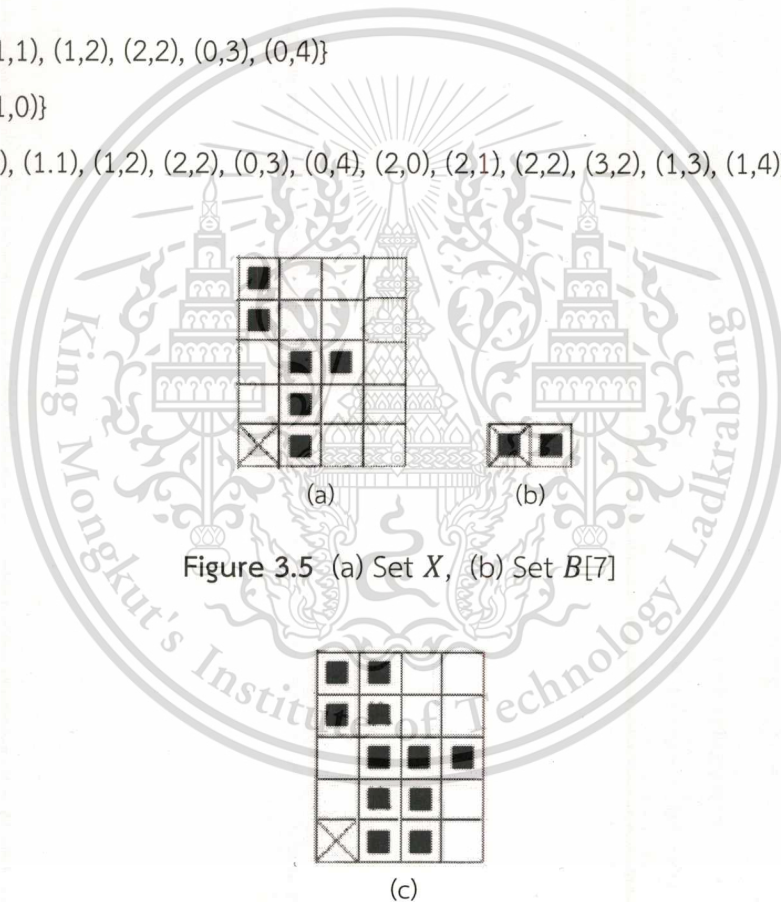 1,1), (1,2), (2,2), (0,3), (0,4)}
1,0)}
), (1.1), (1,2), (2,2), (0,3), (0,4), (2,0), (2,1), (2,2), (3,2), (1,3), (1,4)
(a) (b)
Figure 3.5 (a) Set X, (b) Set B[7]
(c)
King Mongkut's Institute of Technology Ladkrabang